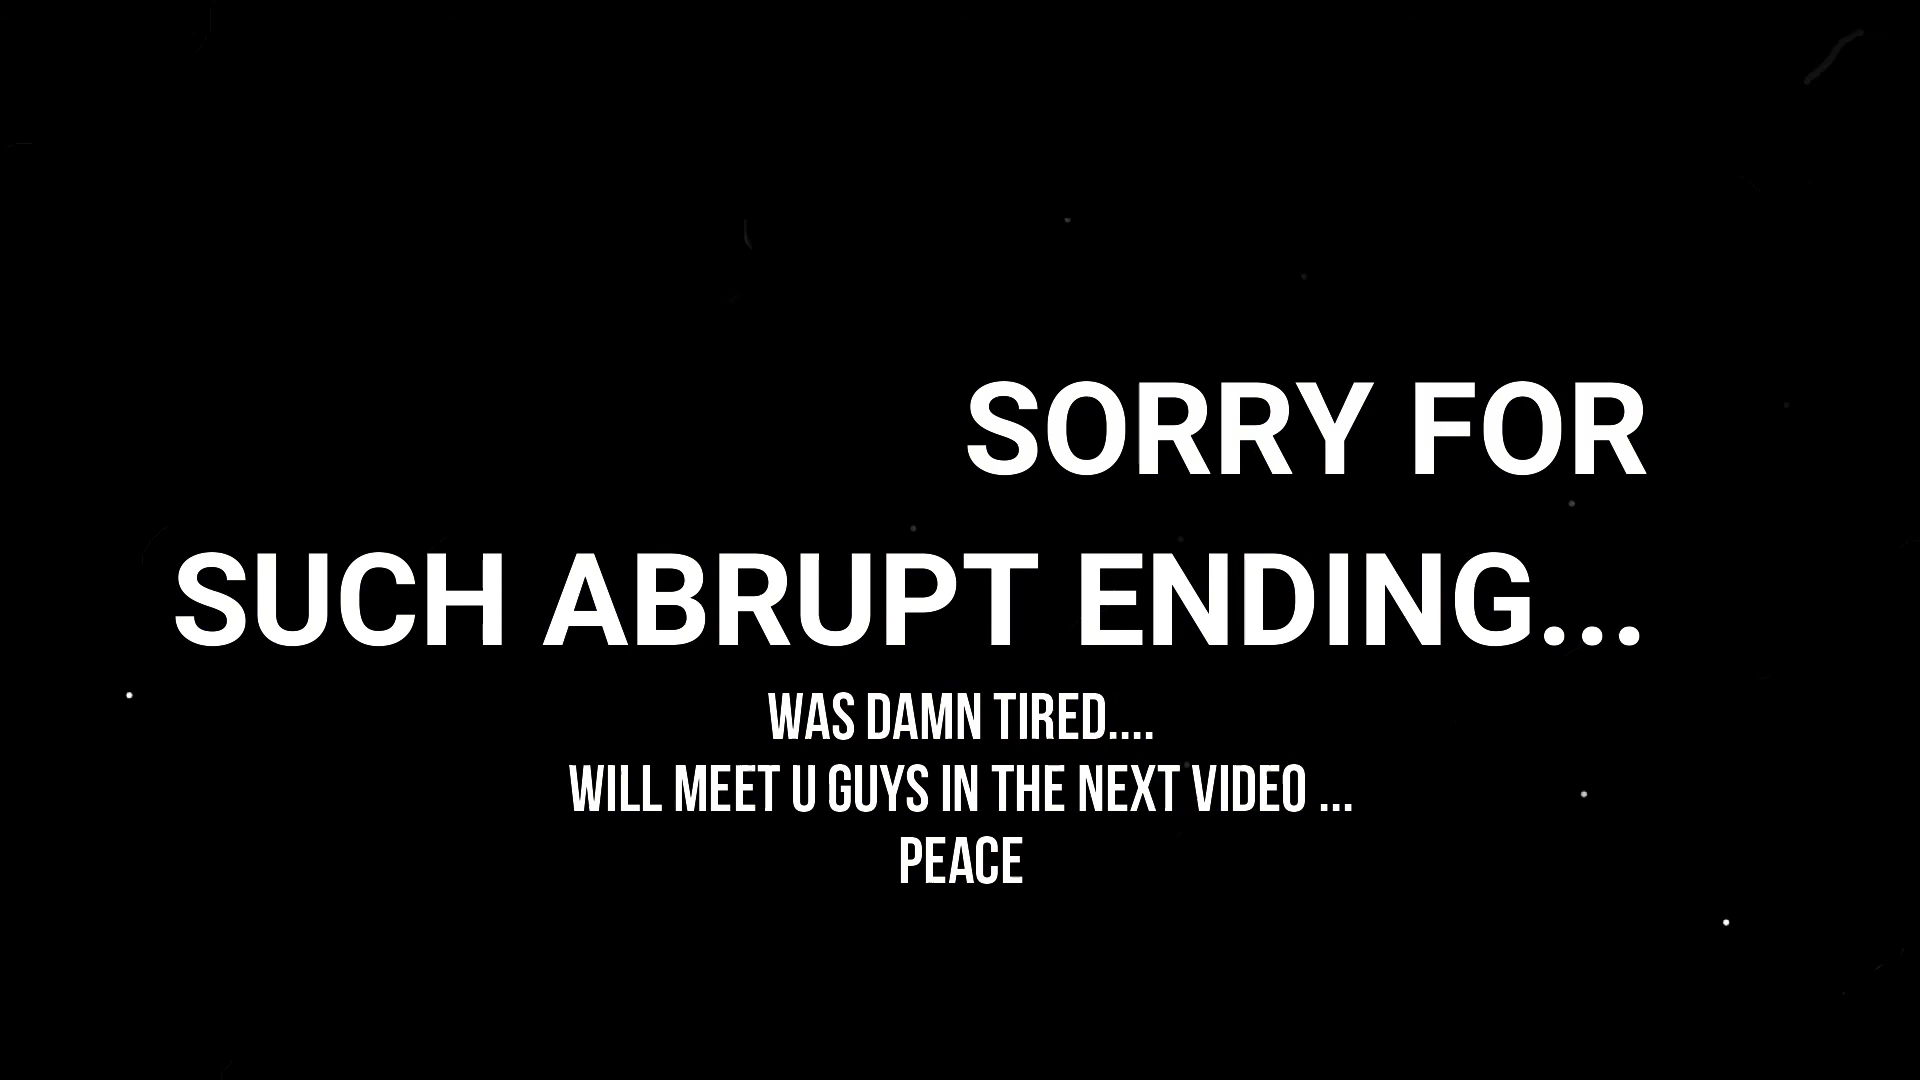 SORRY FOR
SUCH ABRUPT ENDING...
WAS DAMN TIRED....
WILL MEET U GUYS IN THE NEXT VIDEO ...
PEACE